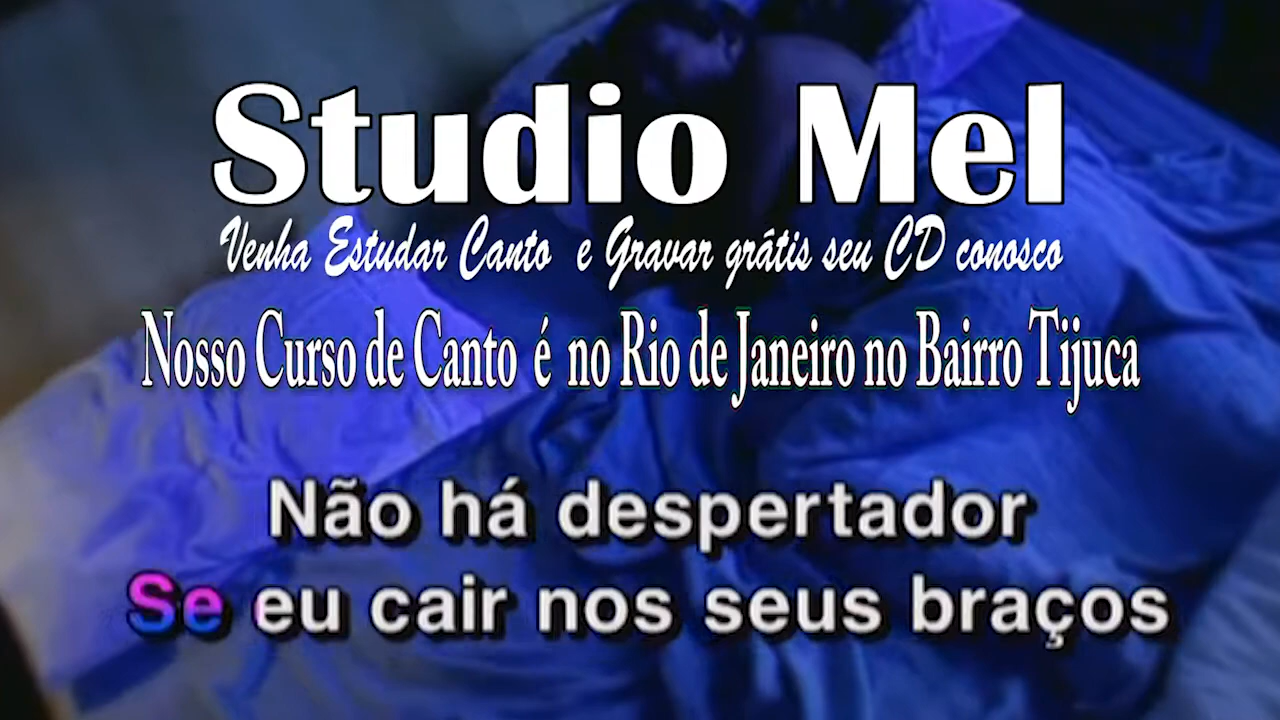 Studio Mel
Venha Estudar Canto e Gravar grátis seu CD conosco
Nosso Curso de Canto é no Rio de Janeiro no Bairro Tijuca
Não há despertador
Se eu cair nos seus braços